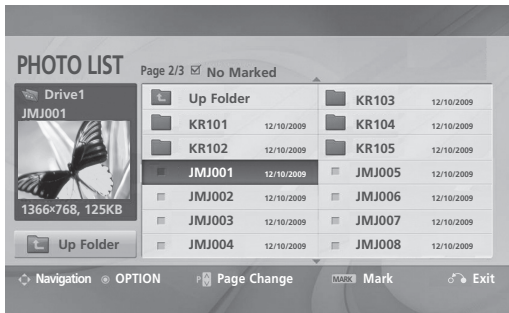 PHOTO LIST
Page 2/3 No Marked
Drive1
JMJ001
1366×768, 125KB
Up Folder
Up Folder
KR101 12/10/2009
KR102 12/10/2009
JMJ001 12/10/2009
JMJ002 12/10/2009
JMJ003 12/10/2009
JMJ004 12/10/2009
KR103 12/10/2009
KR104 12/10/2009
KR105 12/10/2009
JMJ005 12/10/2009
JMJ006 12/10/2009
JMJ007 12/10/2009
JMJ008 12/10/2009
Navigation OPTION P Page Change MARK Mark Exit